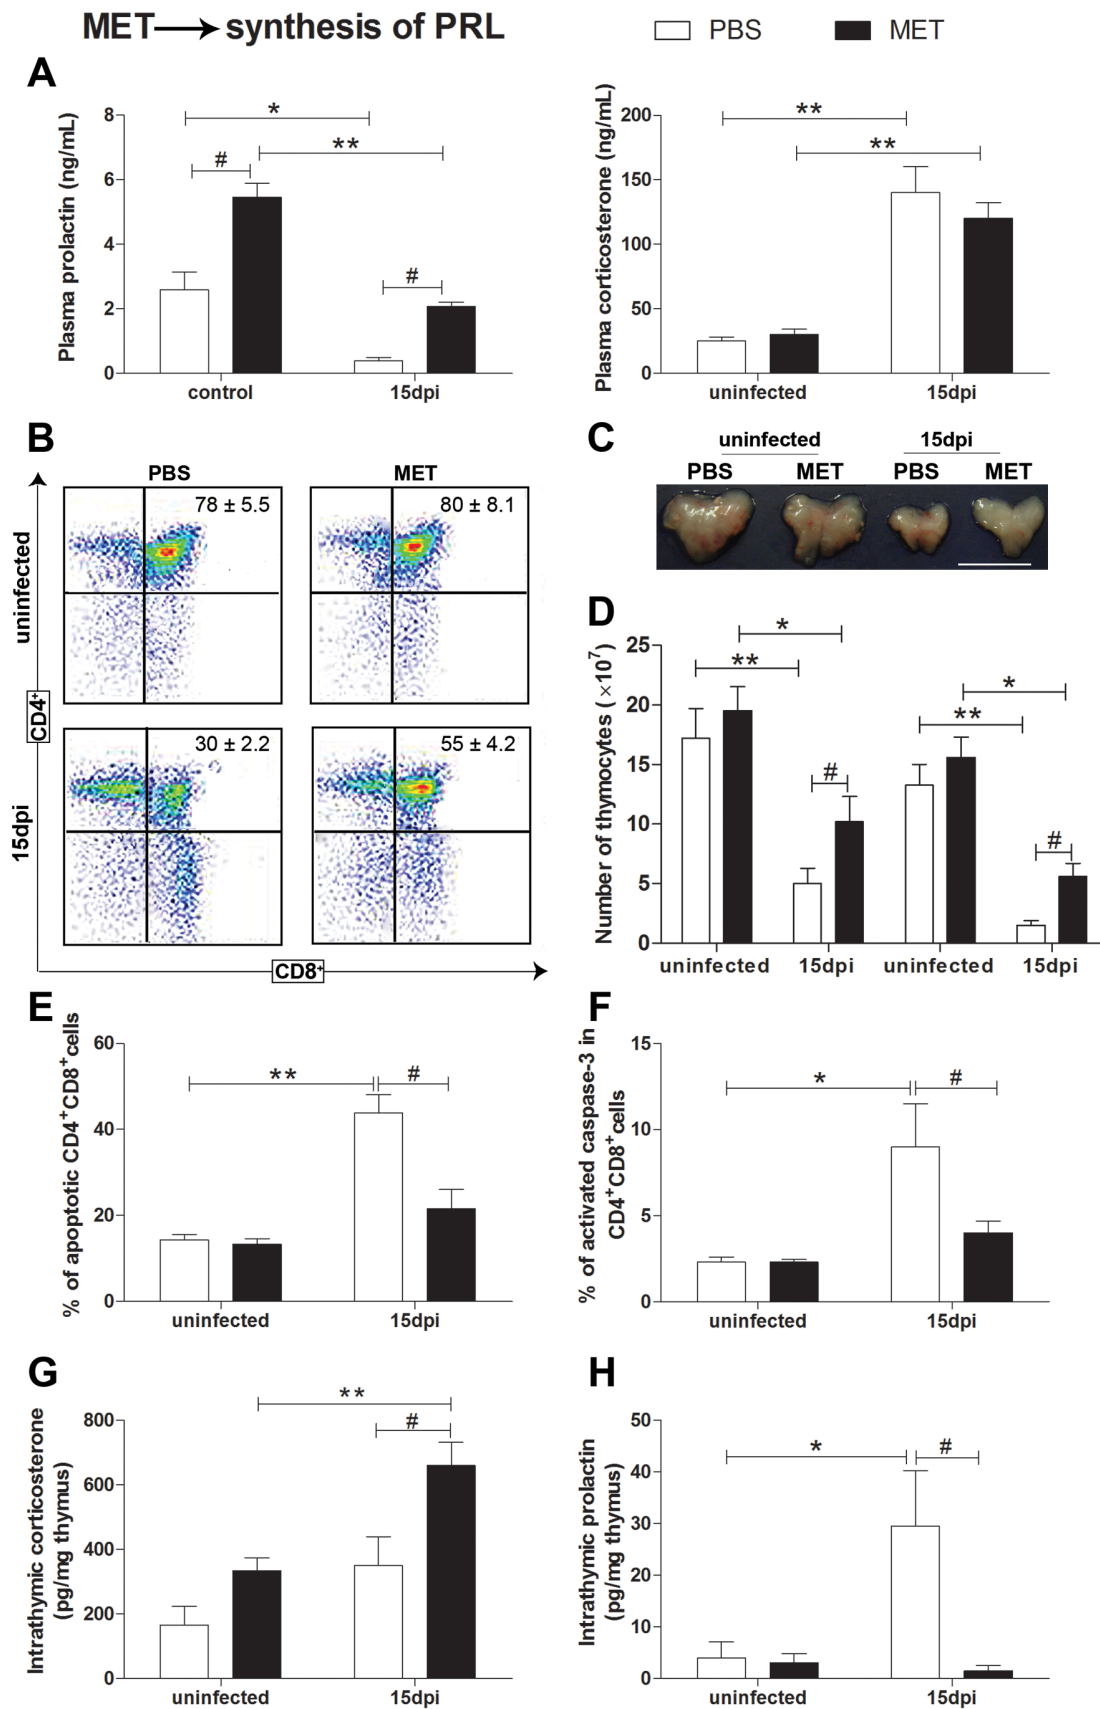 MET → synthesis of PRL
PBS MET
A
Plasma prolactin (ng/mL)
8
6
4
2
0
*
**
#
#
control 15dpi
Plasma corticosterone (ng/mL)
200
150
100
50
0
**
**
uninfected 15dpi
B
PBS MET
uninfected
15dpi
CD4+
CD8+
78 ± 5.5 80 ± 8.1
30 ± 2.2 55 ± 4.2
C
uninfected 15dpi
PBS MET PBS MET
D
Number of thymocytes (×10⁷)
25
20
15
10
5
0
*
**
#
*
**
#
uninfected 15dpi uninfected 15dpi
E
% of apoptotic CD4⁺CD8⁺cells
60
40
20
0
** #
uninfected 15dpi
F
% of activated caspase-3 in
CD4⁺CD8⁺cells
15
10
5
0
* #
uninfected 15dpi
G
Intrathymic corticosterone
(pg/mg thymus)
800
600
400
200
0
**
#
uninfected 15dpi
H
Intrathymic prolactin
(pg/mg thymus)
50
40
30
20
10
0
* #
uninfected 15dpi